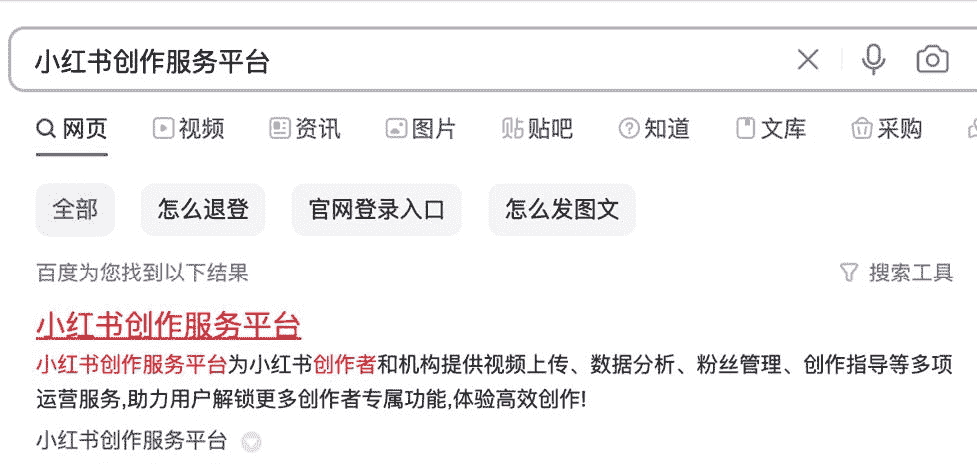 小红书创作服务平台
网页 视频 资讯 图片 贴吧 知道 文库 采购
全部 怎么退登 官网登录入口 怎么发图文
百度为您找到以下结果 搜索工具
小红书创作服务平台
小红书创作服务平台为小红书创作者和机构提供视频上传、数据分析、粉丝管理、创作指导等多项
运营服务,助力用户解锁更多创作者专属功能,体验高效创作!
小红书创作服务平台